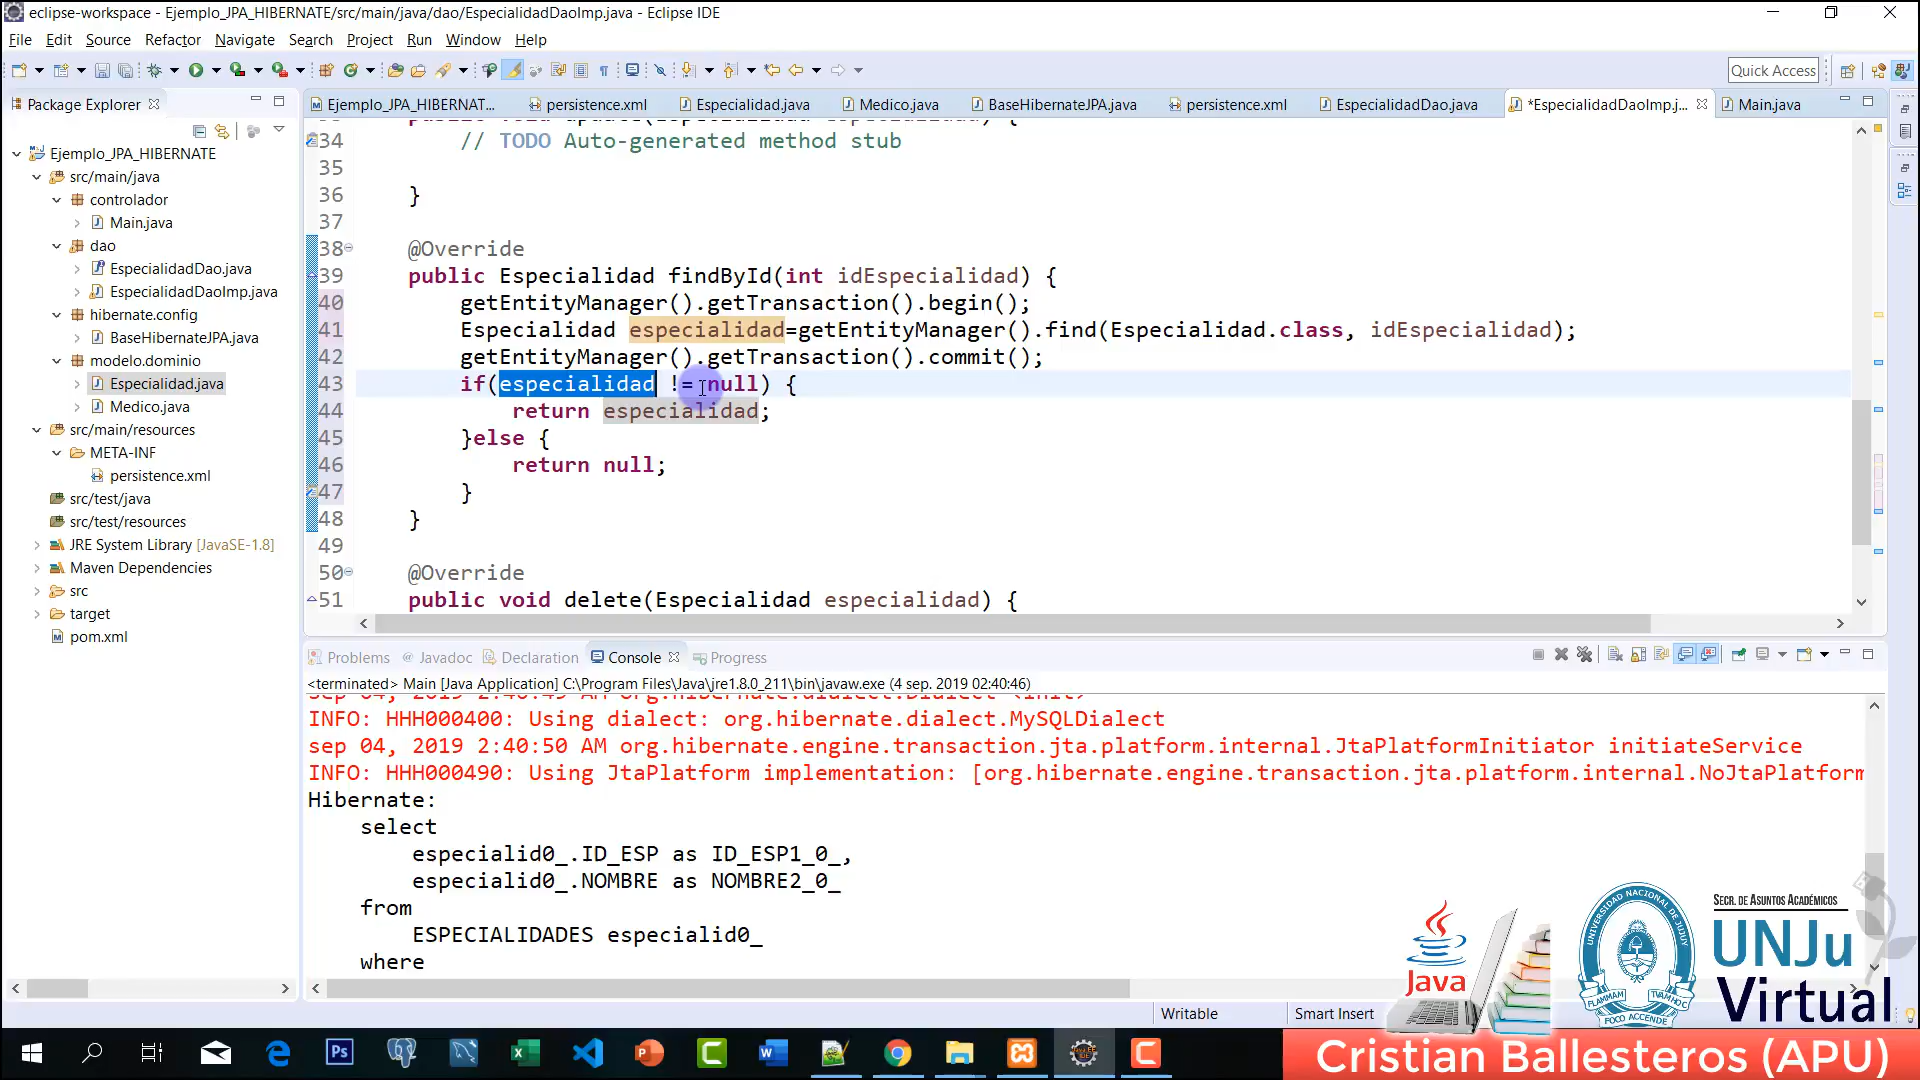 eclipse-workspace - Ejemplo_JPA_HIBERNATE/src/main/java/dao/EspecialidadDaoImp.java - Eclipse IDE
File Edit Source Refactor Navigate Search Project Run Window Help
Quick Access
Package Explorer
Ejemplo_JPA_HIBERNATE
src/main/java
controlador
Main.java
dao
EspecialidadDao.java
EspecialidadDaoImp.java
hibernate.config
BaseHibernateJPA.java
modelo.dominio
Especialidad.java
Medico.java
src/main/resources
META-INF
persistence.xml
src/test/java
src/test/resources
JRE System Library [JavaSE-1.8]
Maven Dependencies
src
target
pom.xml
Ejemplo_JPA_HIBERNAT... persistence.xml Especialidad.java Medico.java BaseHibernateJPA.java persistence.xml EspecialidadDao.java *EspecialidadDaoImp.j... Main.java
34 // TODO Auto-generated method stub
35
36 }
37
38 @Override
39 public Especialidad findById(int idEspecialidad) {
40 getEntityManager().getTransaction().begin();
41 Especialidad especialidad=getEntityManager().find(Especialidad.class, idEspecialidad);
42 getEntityManager().getTransaction().commit();
43 if(especialidad != null) {
44 return especialidad;
45 }else {
46 return null;
47 }
48 }
49
50 @Override
51 public void delete(Especialidad especialidad) {
Problems Javadoc Declaration Console Progress
<terminated> Main [Java Application] C:\Program Files\Java\jre1.8.0_211\bin\javaw.exe (4 sep. 2019 02:40:46)
INFO: HHH000400: Using dialect: org.hibernate.dialect.MySQLDialect
sep 04, 2019 2:40:50 AM org.hibernate.engine.transaction.jta.platform.internal.JtaPlatformInitiator initiateService
INFO: HHH000490: Using JtaPlatform implementation: [org.hibernate.engine.transaction.jta.platform.internal.NoJtaPlatform
Hibernate:
select
especialid0_.ID_ESP as ID_ESP1_0_,
especialid0_.NOMBRE as NOMBRE2_0_
from
ESPECIALIDADES especialid0_
where
Writable Smart Insert
Java
SECR. DE ASUNTOS ACADÉMICOS
UNJu
Virtual
Cristian Ballesteros (APU)